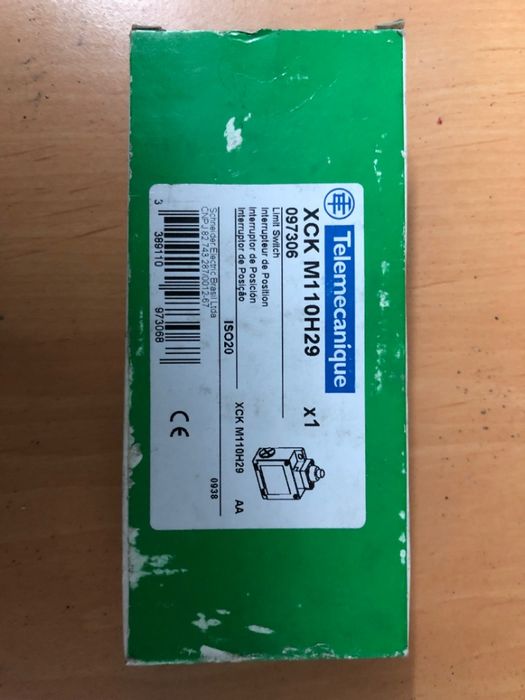 Telemecanique
XCK M110H29 x1
097306
Limit Switch
Interrupteur de Position
Interruptor de Posición
Interruptor de Posição
ISO20
XCK M110H29 AA
0938
Schneider Electric Brasil Ltda
CNPJ 82.743.287/0012-67
3 389110 973068
CE